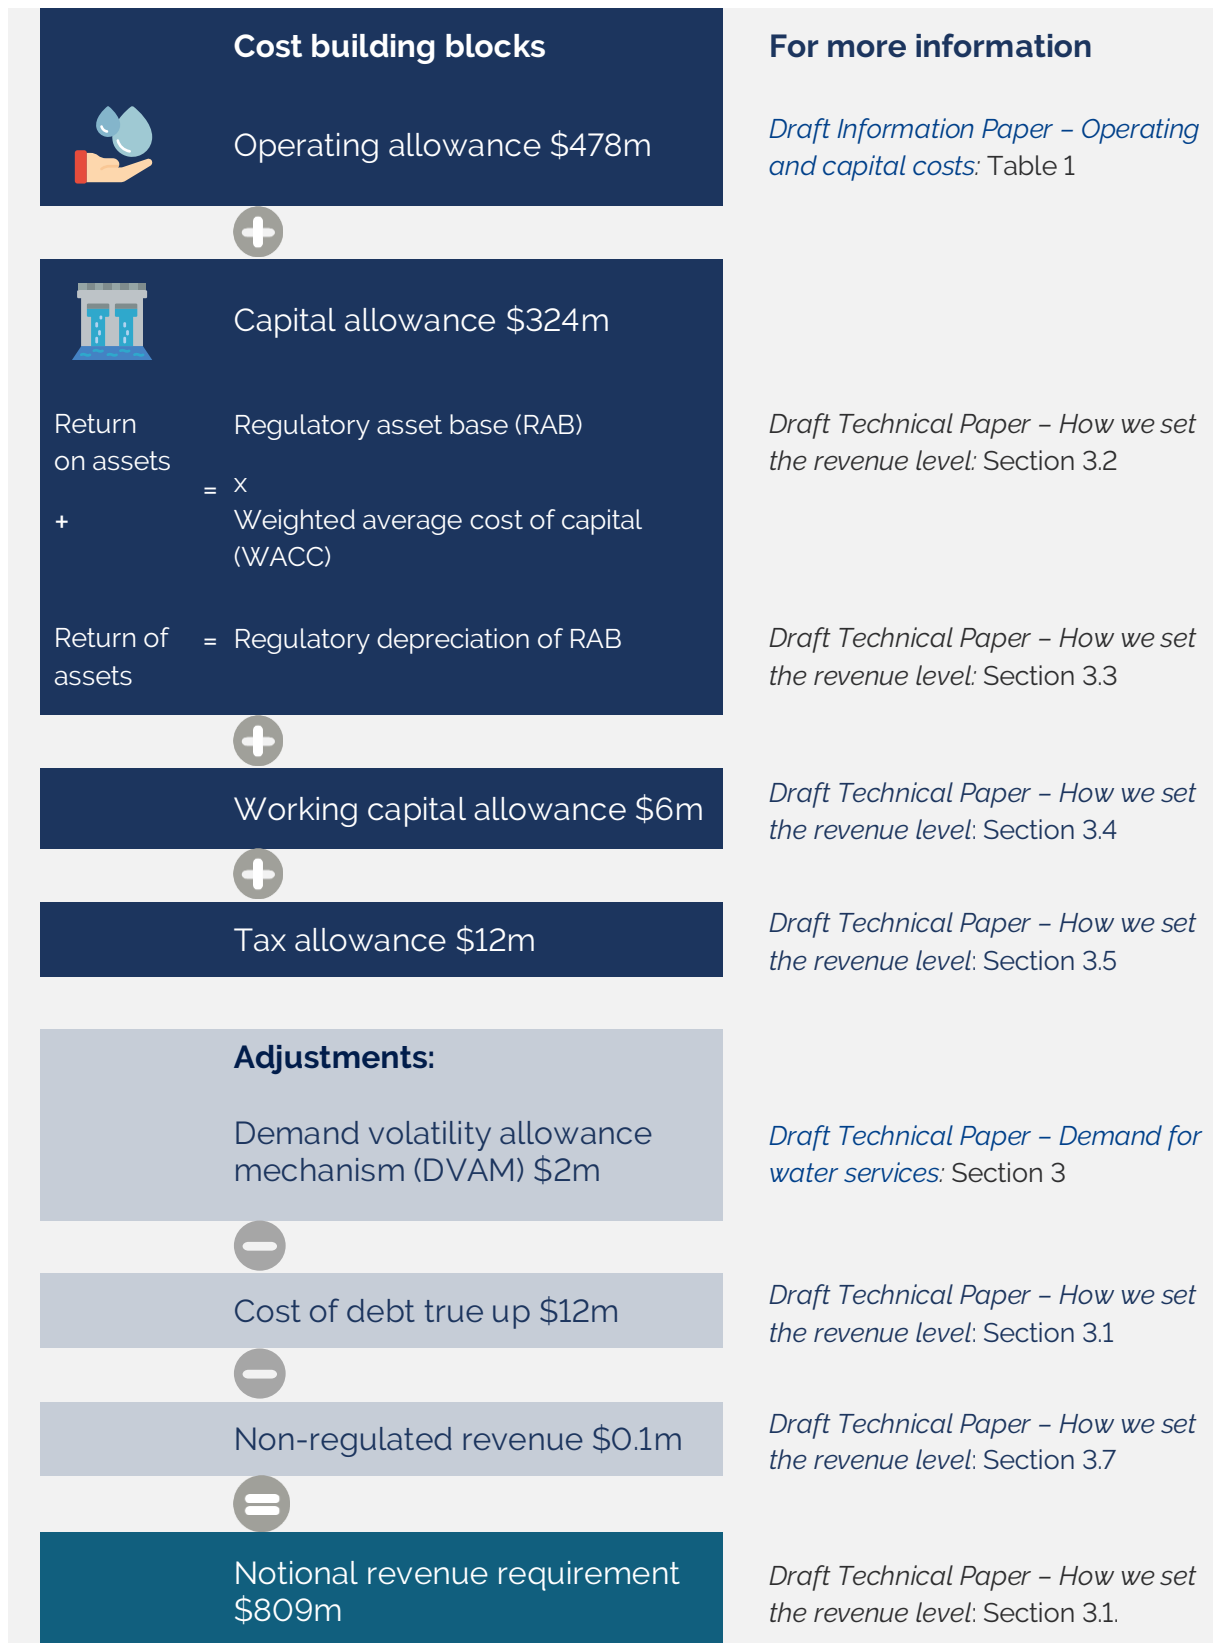 Cost building blocks
For more information
Operating allowance $478m
Draft Information Paper – Operating
and capital costs: Table 1
Capital allowance $324m
Return
on assets
=
Regulatory asset base (RAB)
x
Weighted average cost of capital
(WACC)
Draft Technical Paper – How we set
the revenue level: Section 3.2
+
Return of
assets
=
Regulatory depreciation of RAB
Draft Technical Paper – How we set
the revenue level: Section 3.3
Working capital allowance $6m
Draft Technical Paper – How we set
the revenue level: Section 3.4
Tax allowance $12m
Draft Technical Paper – How we set
the revenue level: Section 3.5
Adjustments:
Demand volatility allowance
mechanism (DVAM) $2m
Draft Technical Paper – Demand for
water services: Section 3
Cost of debt true up $12m
Draft Technical Paper – How we set
the revenue level: Section 3.1
Non-regulated revenue $0.1m
Draft Technical Paper – How we set
the revenue level: Section 3.7
Notional revenue requirement
$809m
Draft Technical Paper – How we set
the revenue level: Section 3.1.